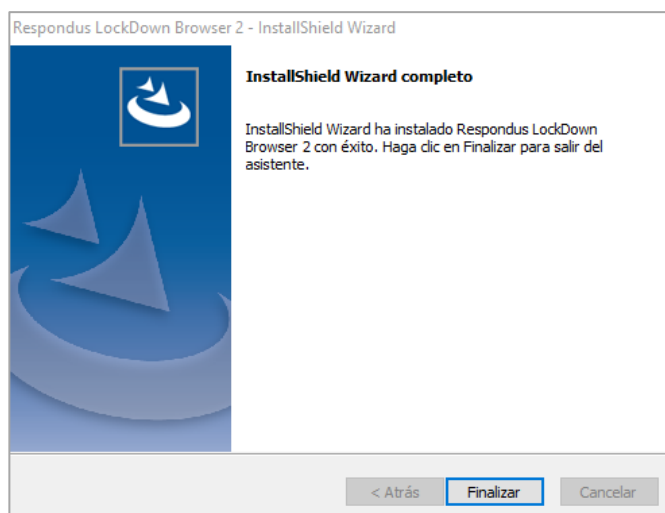 Respondus LockDown Browser 2 - InstallShield Wizard
InstallShield Wizard completo
InstallShield Wizard ha instalado Respondus LockDown
Browser 2 con éxito. Haga clic en Finalizar para salir del
asistente.
< Atrás Finalizar Cancelar